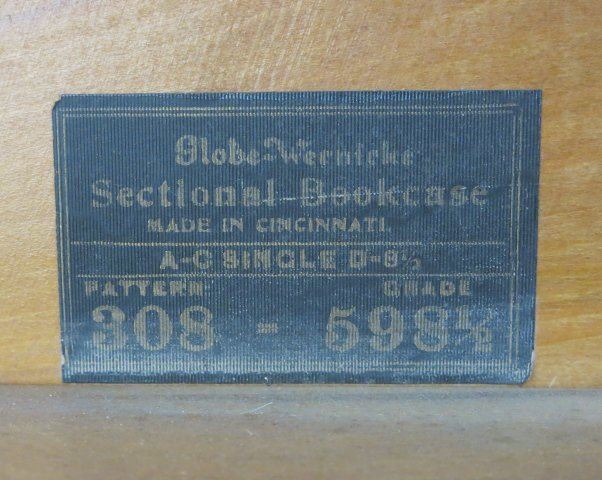 Globe-Wernicke
Sectional Bookcase
MADE IN CINCINNATI.
A-C SINGLE D-8½
PATTERN GRADE
308 - 598½